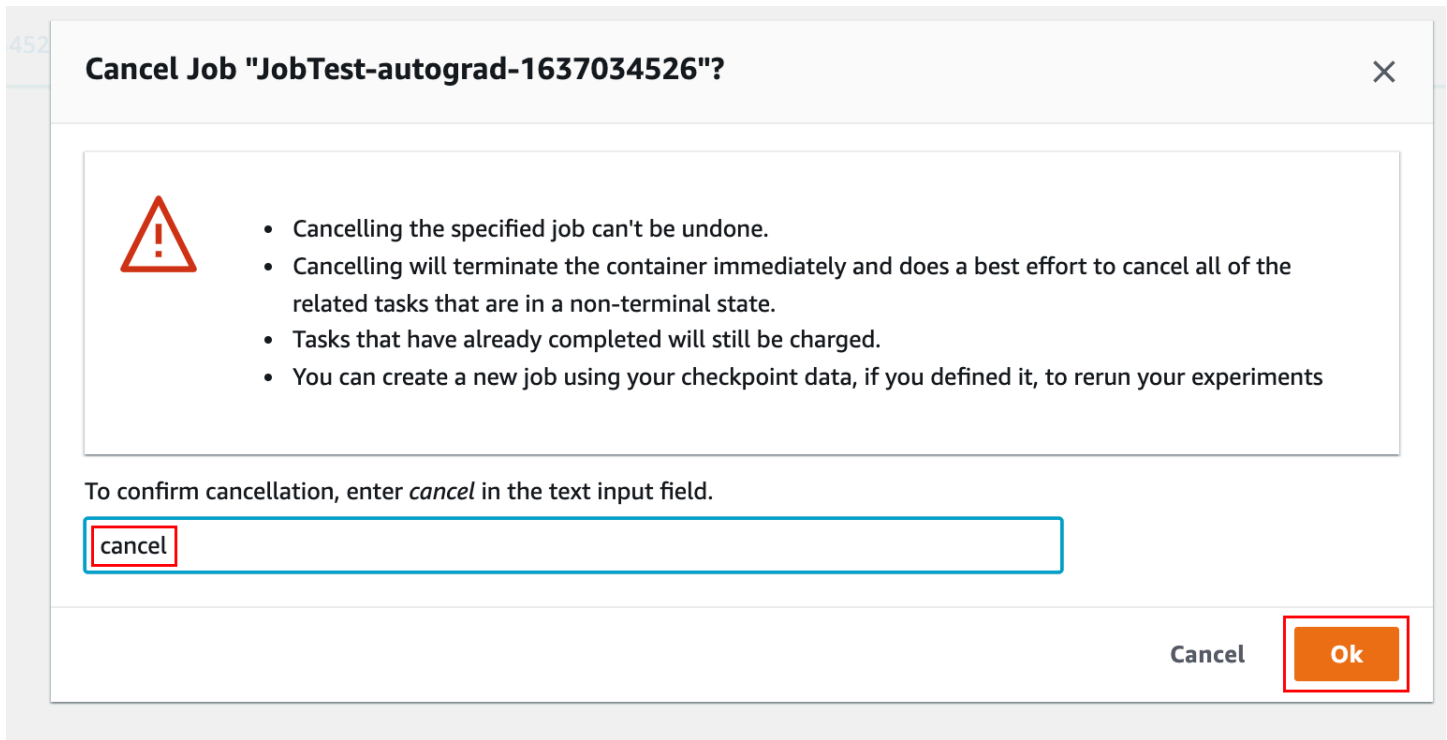 452
Cancel Job "JobTest-autograd-1637034526"?
• Cancelling the specified job can't be undone.
• Cancelling will terminate the container immediately and does a best effort to cancel all of the
related tasks that are in a non-terminal state.
• Tasks that have already completed will still be charged.
• You can create a new job using your checkpoint data, if you defined it, to rerun your experiments
To confirm cancellation, enter cancel in the text input field.
cancel
Cancel
Ok